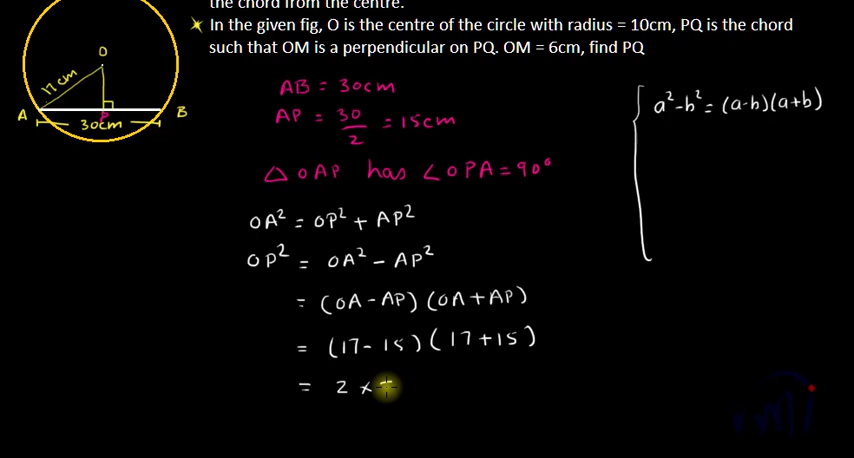 the chord from the centre.
★ In the given fig, O is the centre of the circle with radius = 10cm, PQ is the chord
such that OM is a perpendicular on PQ. OM = 6cm, find PQ
O
17 cm
A
P
B
30cm
AB = 30cm
AP = 30/2 = 15cm
△ OAP has ∠OPA = 90°
OA² = OP² + AP²
OP² = OA² - AP²
= (OA - AP) (OA + AP)
= (17 - 15) (17 + 15)
= 2 ×
a² - b² = (a-b)(a+b)